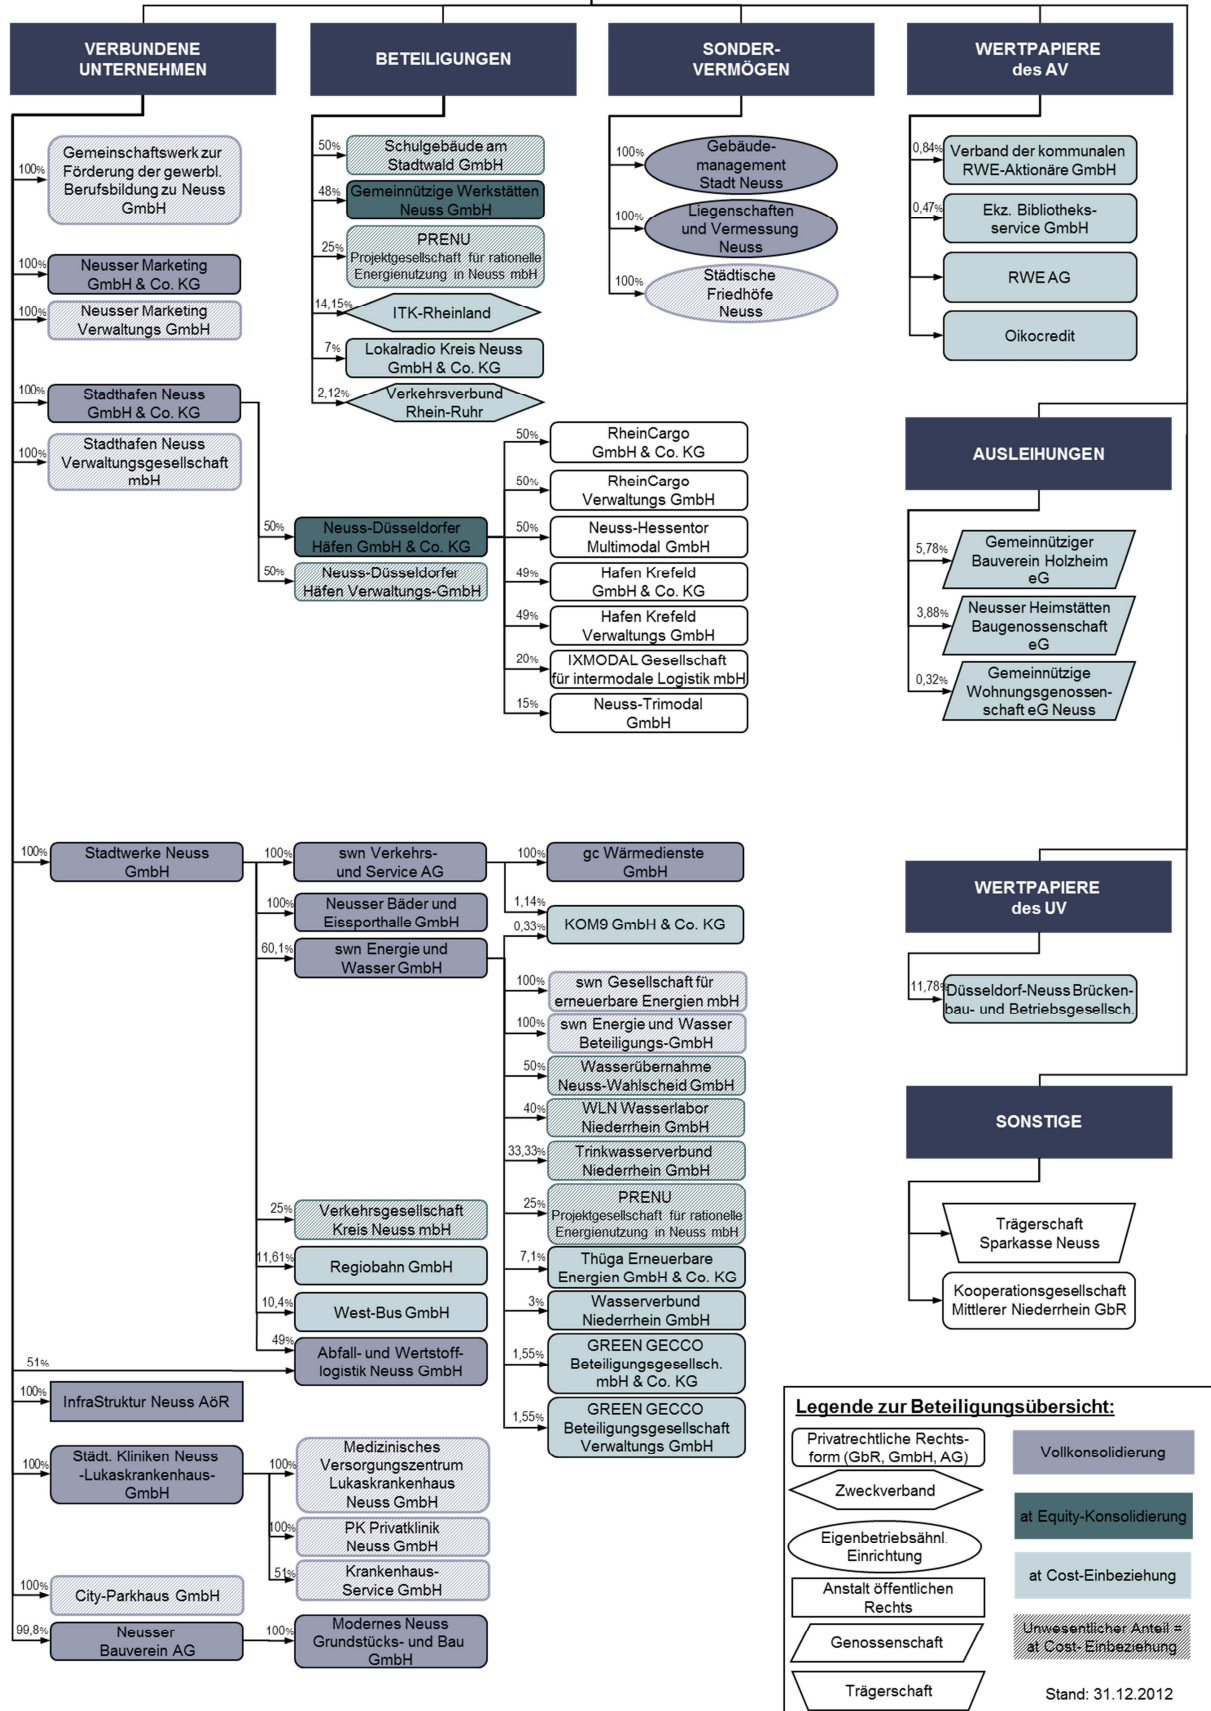 VERBUNDENE
UNTERNEHMEN
BETEILIGUNGEN
SONDER-
VERMÖGEN
WERTPAPIERE
des AV
100%
Gemeinschaftswerk zur
Förderung der gewerbl.
Berufsbildung zu Neuss
GmbH
100%
Neusser Marketing
GmbH & Co. KG
100%
Neusser Marketing
Verwaltungs GmbH
100%
Stadthafen Neuss
GmbH & Co. KG
100%
Stadthafen Neuss
Verwaltungsgesellschaft
mbH
50%
Schulgebäude am
Stadtwald GmbH
48%
Gemeinnützige Werkstätten
Neuss GmbH
25%
PRENU
Projektgesellschaft für rationelle
Energienutzung in Neuss mbH
14,15%
ITK-Rheinland
7%
Lokalradio Kreis Neuss
GmbH & Co. KG
2,12%
Verkehrsverbund
Rhein-Ruhr
100%
Gebäude-
management
Stadt Neuss
100%
Liegenschaften
und Vermessung
Neuss
100%
Städtische
Friedhöfe
Neuss
0,84%
Verband der kommunalen
RWE-Aktionäre GmbH
0,47%
Ekz. Bibliotheks-
service GmbH
RWE AG
Oikocredit
50%
Neuss-Düsseldorfer
Häfen GmbH & Co. KG
50%
Neuss-Düsseldorfer
Häfen Verwaltungs-GmbH
50%
RheinCargo
GmbH & Co. KG
50%
RheinCargo
Verwaltungs GmbH
50%
Neuss-Hessentor
Multimodal GmbH
49%
Hafen Krefeld
GmbH & Co. KG
49%
Hafen Krefeld
Verwaltungs GmbH
20%
IXMODAL Gesellschaft
für intermodale Logistik mbH
15%
Neuss-Trimodal
GmbH
AUSLEIHUNGEN
5,78%
Gemeinnütziger
Bauverein Holzheim
eG
3,88%
Neusser Heimstätten
Baugenossenschaft
eG
0,32%
Gemeinnützige
Wohnungsgenossen-
schaft eG Neuss
100%
Stadtwerke Neuss
GmbH
100%
swn Verkehrs-
und Service AG
100%
Neusser Bäder und
Eissporthalle GmbH
60,1%
swn Energie und
Wasser GmbH
100%
gc Wärmedienste
GmbH
1,14%
0,33%
KOM9 GmbH & Co. KG
100%
swn Gesellschaft für
erneuerbare Energien mbH
100%
swn Energie und Wasser
Beteiligungs-GmbH
50%
Wasserübernahme
Neuss-Wahlscheid GmbH
40%
WLN Wasserlabor
Niederrhein GmbH
33,33%
Trinkwasserverbund
Niederrhein GmbH
25%
PRENU
Projektgesellschaft für rationelle
Energienutzung in Neuss mbH
7,1%
Thüga Erneuerbare
Energien GmbH & Co. KG
3%
Wasserverbund
Niederrhein GmbH
1,55%
GREEN GECCO
Beteiligungsgesellsch.
mbH & Co. KG
1,55%
GREEN GECCO
Beteiligungsgesellschaft
Verwaltungs GmbH
25%
Verkehrsgesellschaft
Kreis Neuss mbH
11,61%
Regiobahn GmbH
10,4%
West-Bus GmbH
49%
Abfall- und Wertstoff-
logistik Neuss GmbH
51%
100%
InfraStruktur Neuss AöR
100%
Städt. Kliniken Neuss
-Lukaskrankenhaus-
GmbH
100%
Medizinisches
Versorgungszentrum
Lukaskrankenhaus
Neuss GmbH
100%
PK Privatklinik
Neuss GmbH
51%
Krankenhaus-
Service GmbH
100%
City-Parkhaus GmbH
99,8%
Neusser
Bauverein AG
100%
Modernes Neuss
Grundstücks- und Bau
GmbH
WERTPAPIERE
des UV
11,78%
Düsseldorf-Neuss Brücken-
bau- und Betriebsgesellsch.
SONSTIGE
Trägerschaft
Sparkasse Neuss
Kooperationsgesellschaft
Mittlerer Niederrhein GbR
Legende zur Beteiligungsübersicht:
Privatrechtliche Rechts-
form (GbR, GmbH, AG)
Zweckverband
Eigenbetriebsähnl.
Einrichtung
Anstalt öffentlichen
Rechts
Genossenschaft
Trägerschaft
Vollkonsolidierung
at Equity-Konsolidierung
at Cost-Einbeziehung
Unwesentlicher Anteil =
at Cost- Einbeziehung
Stand: 31.12.2012